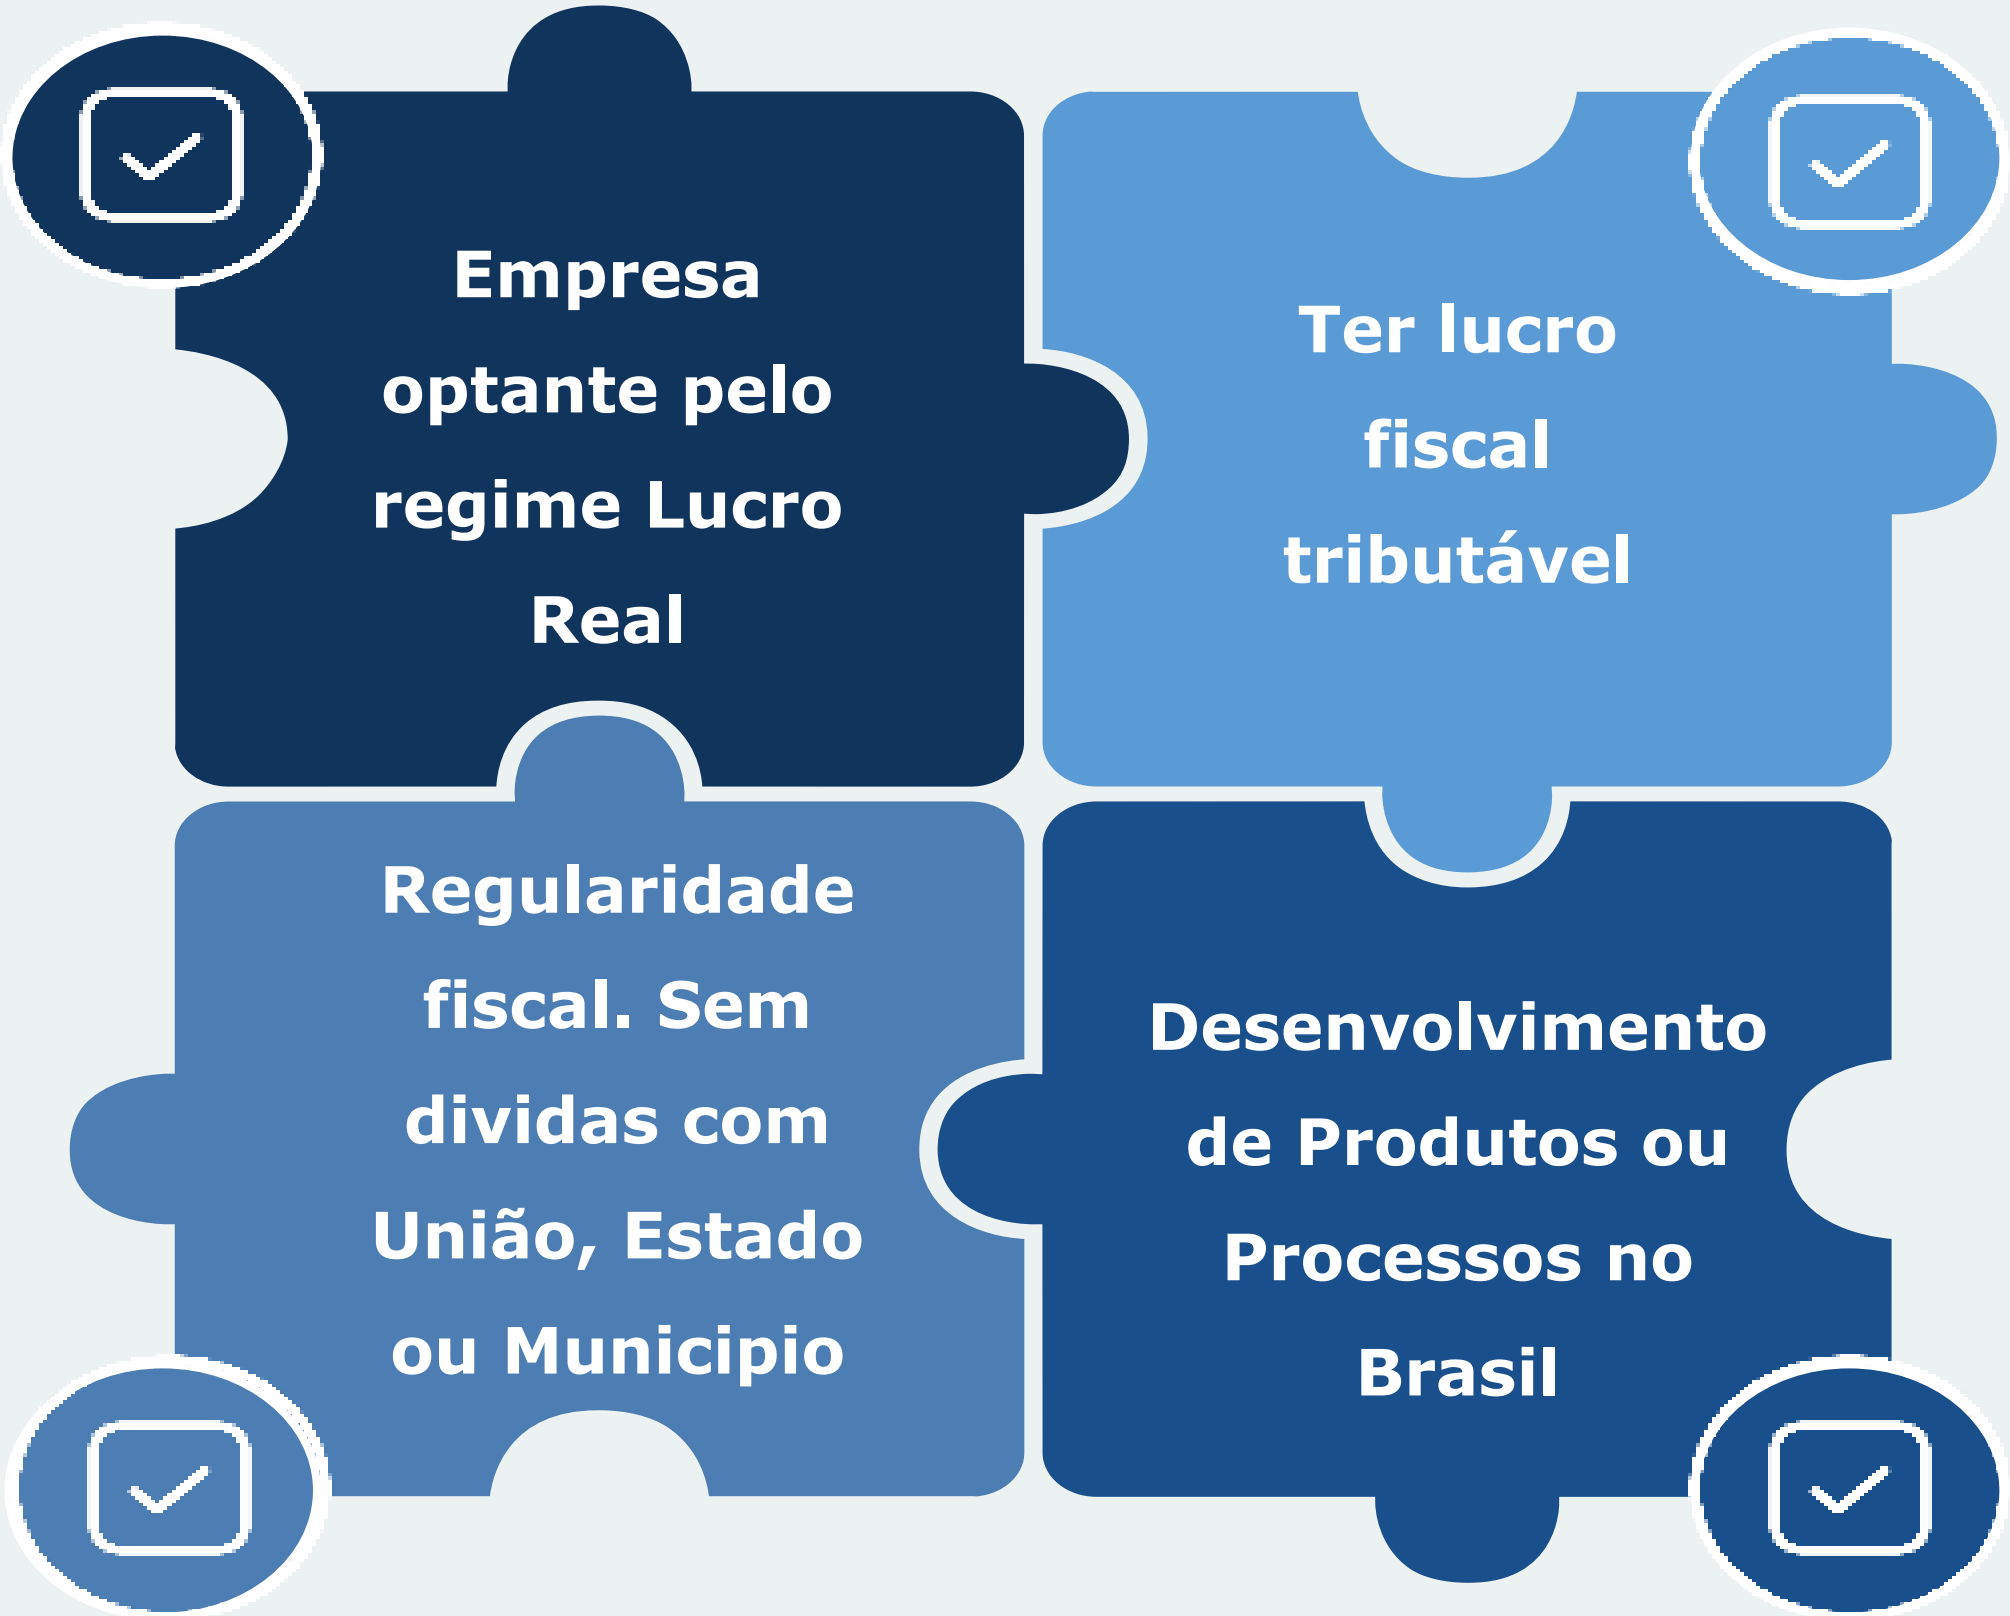 Empresa
optante pelo
regime Lucro
Real
Ter lucro
fiscal
tributável
Regularidade
fiscal. Sem
dividas com
União, Estado
ou Municipio
Desenvolvimento
de Produtos ou
Processos no
Brasil